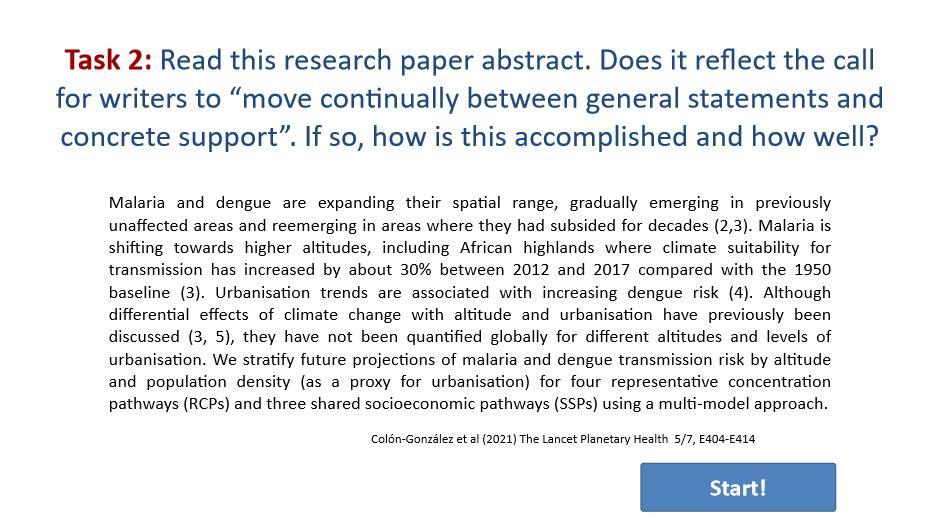 Task 2: Read this research paper abstract. Does it reflect the call
for writers to “move continually between general statements and
concrete support”. If so, how is this accomplished and how well?
Malaria and dengue are expanding their spatial range, gradually emerging in previously
unaffected areas and reemerging in areas where they had subsided for decades (2,3). Malaria is
shifting towards higher altitudes, including African highlands where climate suitability for
transmission has increased by about 30% between 2012 and 2017 compared with the 1950
baseline (3). Urbanisation trends are associated with increasing dengue risk (4). Although
differential effects of climate change with altitude and urbanisation have previously been
discussed (3, 5), they have not been quantified globally for different altitudes and levels of
urbanisation. We stratify future projections of malaria and dengue transmission risk by altitude
and population density (as a proxy for urbanisation) for four representative concentration
pathways (RCPs) and three shared socioeconomic pathways (SSPs) using a multi-model approach.
Colón-González et al (2021) The Lancet Planetary Health 5/7, E404-E414
Start!